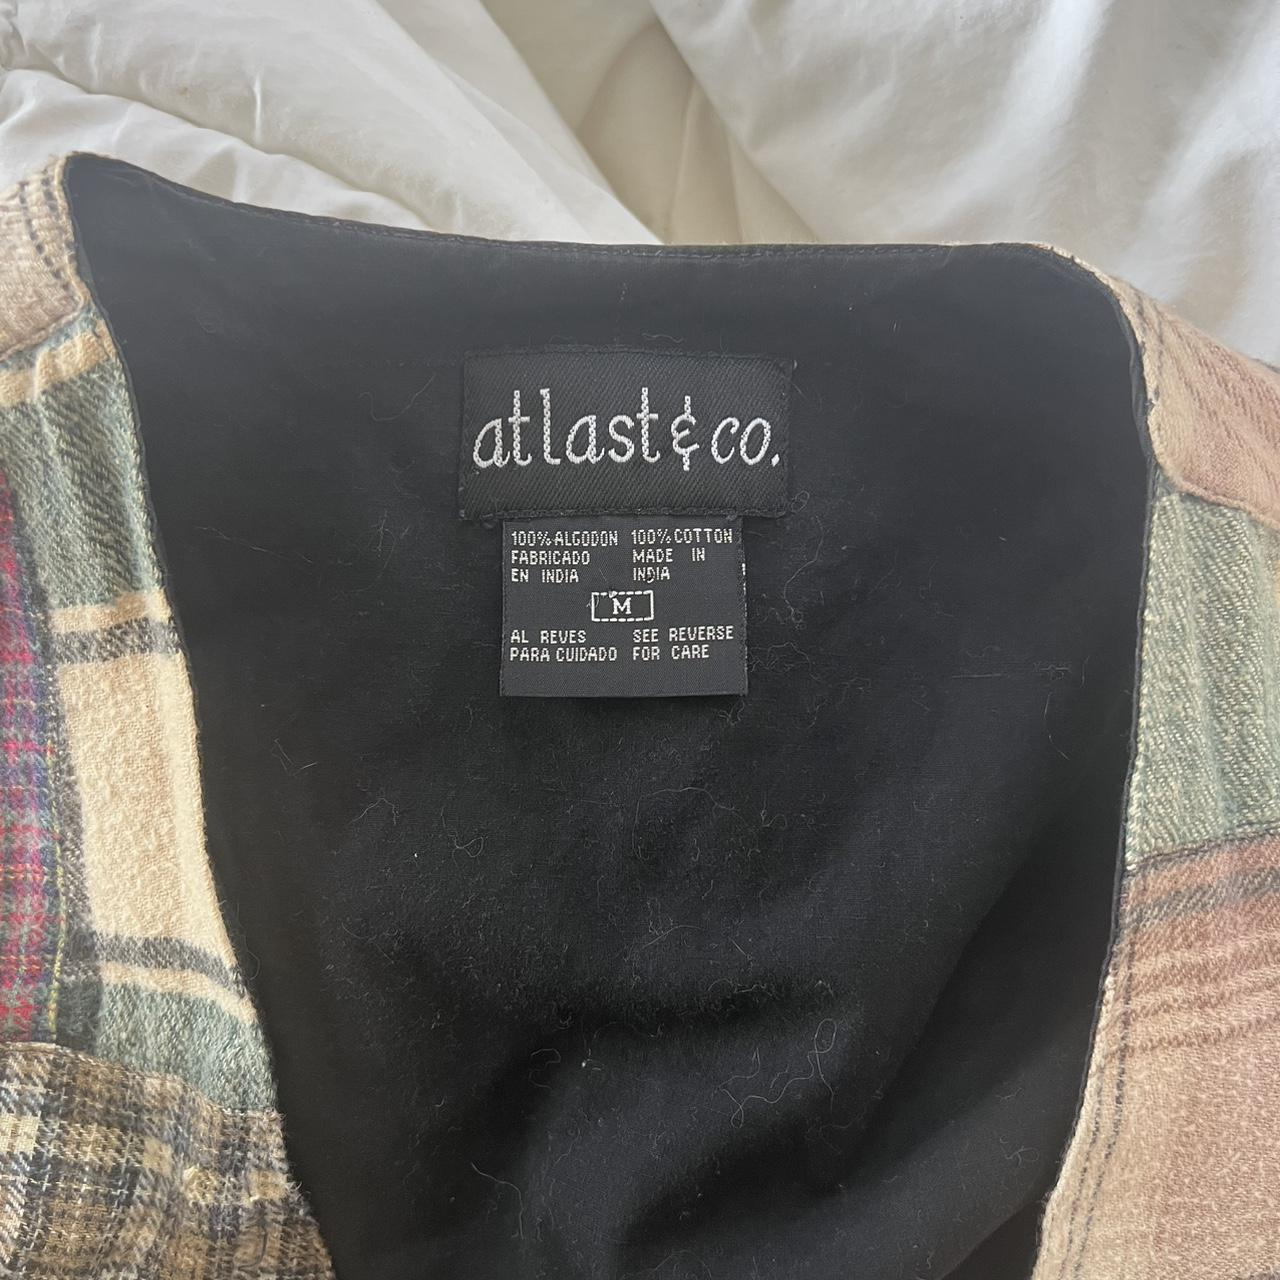 atlast & co.
100% ALGODON 100% COTTON
FABRICADO MADE IN
EN INDIA INDIA
M
AL REVES SEE REVERSE
PARA CUIDADO FOR CARE